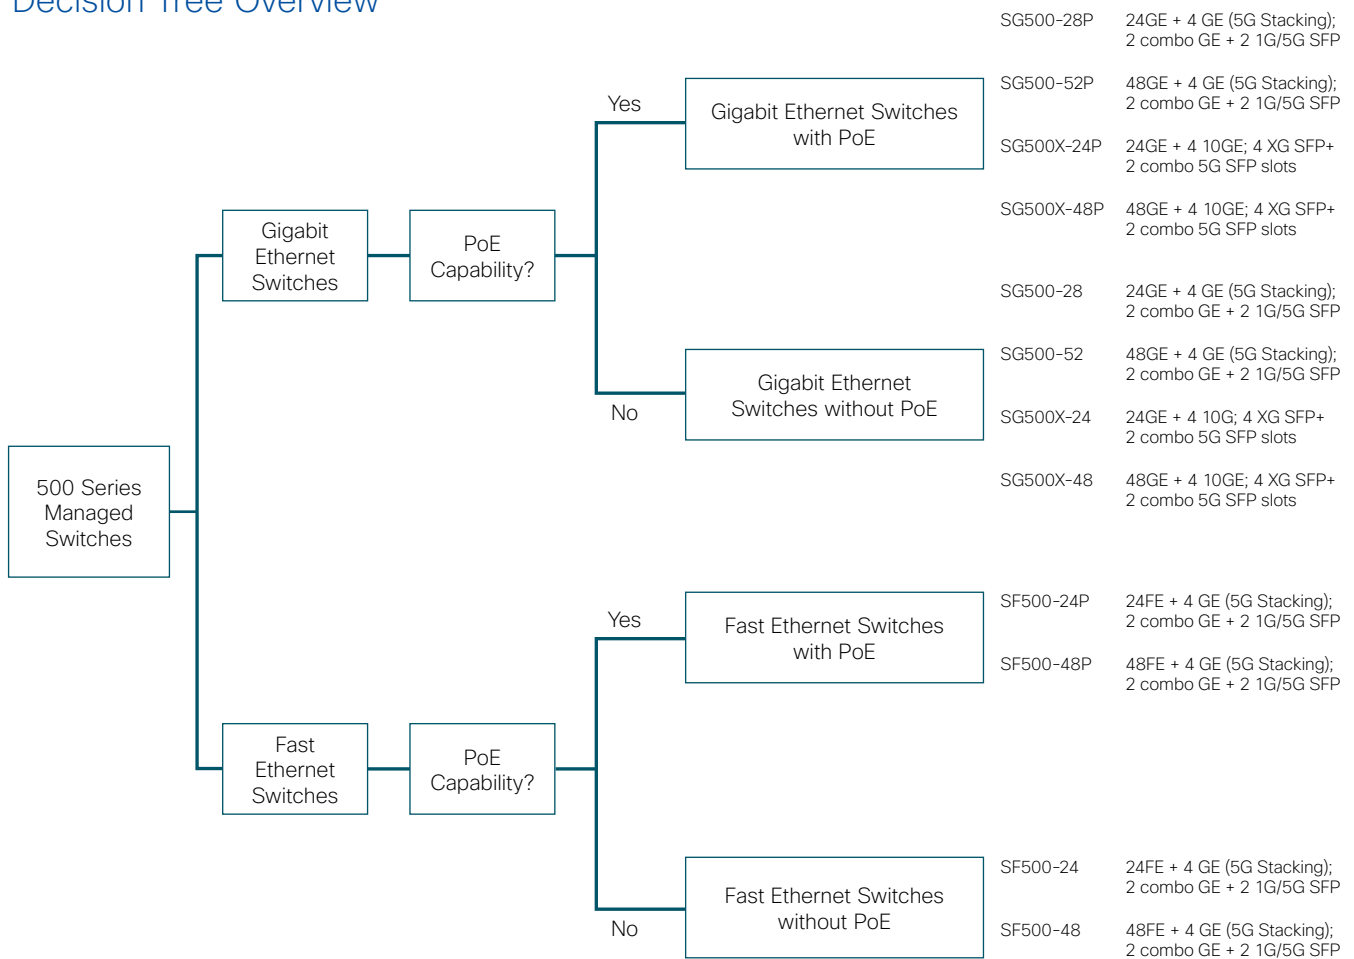 Decision Tree Overview
500 Series
Managed
Switches
Gigabit
Ethernet
Switches
PoE
Capability?
Yes
Gigabit Ethernet Switches
with PoE
SG500-28P 24GE + 4 GE (5G Stacking);
2 combo GE + 2 1G/5G SFP
SG500-52P 48GE + 4 GE (5G Stacking);
2 combo GE + 2 1G/5G SFP
SG500X-24P 24GE + 4 10GE; 4 XG SFP+
2 combo 5G SFP slots
SG500X-48P 48GE + 4 10GE; 4 XG SFP+
2 combo 5G SFP slots
No
Gigabit Ethernet
Switches without PoE
SG500-28 24GE + 4 GE (5G Stacking);
2 combo GE + 2 1G/5G SFP
SG500-52 48GE + 4 GE (5G Stacking);
2 combo GE + 2 1G/5G SFP
SG500X-24 24GE + 4 10G; 4 XG SFP+
2 combo 5G SFP slots
SG500X-48 48GE + 4 10GE; 4 XG SFP+
2 combo 5G SFP slots
Fast
Ethernet
Switches
PoE
Capability?
Yes
Fast Ethernet Switches
with PoE
SF500-24P 24FE + 4 GE (5G Stacking);
2 combo GE + 2 1G/5G SFP
SF500-48P 48FE + 4 GE (5G Stacking);
2 combo GE + 2 1G/5G SFP
No
Fast Ethernet Switches
without PoE
SF500-24 24FE + 4 GE (5G Stacking);
2 combo GE + 2 1G/5G SFP
SF500-48 48FE + 4 GE (5G Stacking);
2 combo GE + 2 1G/5G SFP